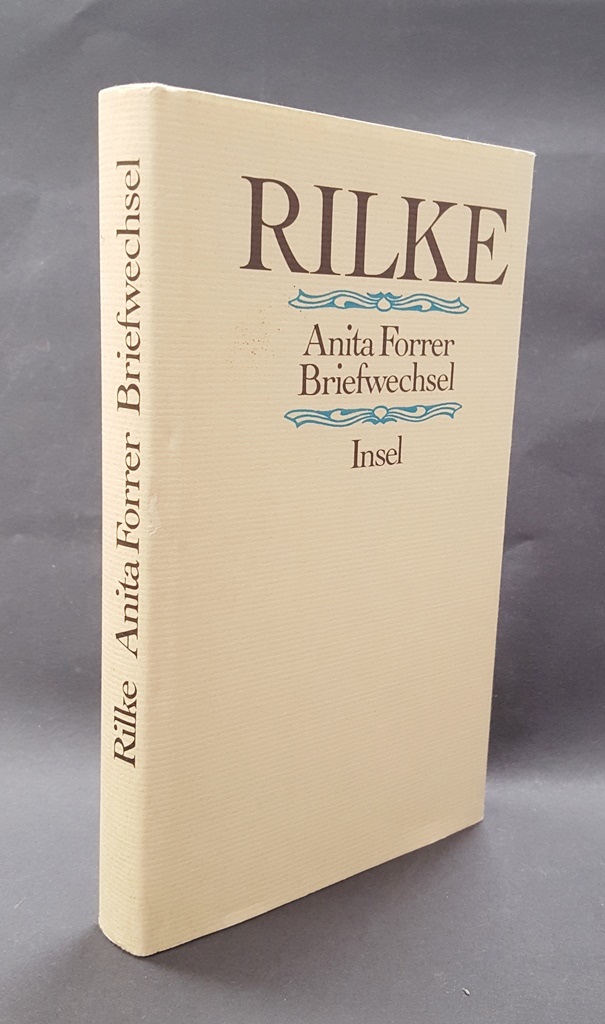 RILKE
Anita Forrer
Briefwechsel
Insel
Rilke Anita Forrer Briefwechsel